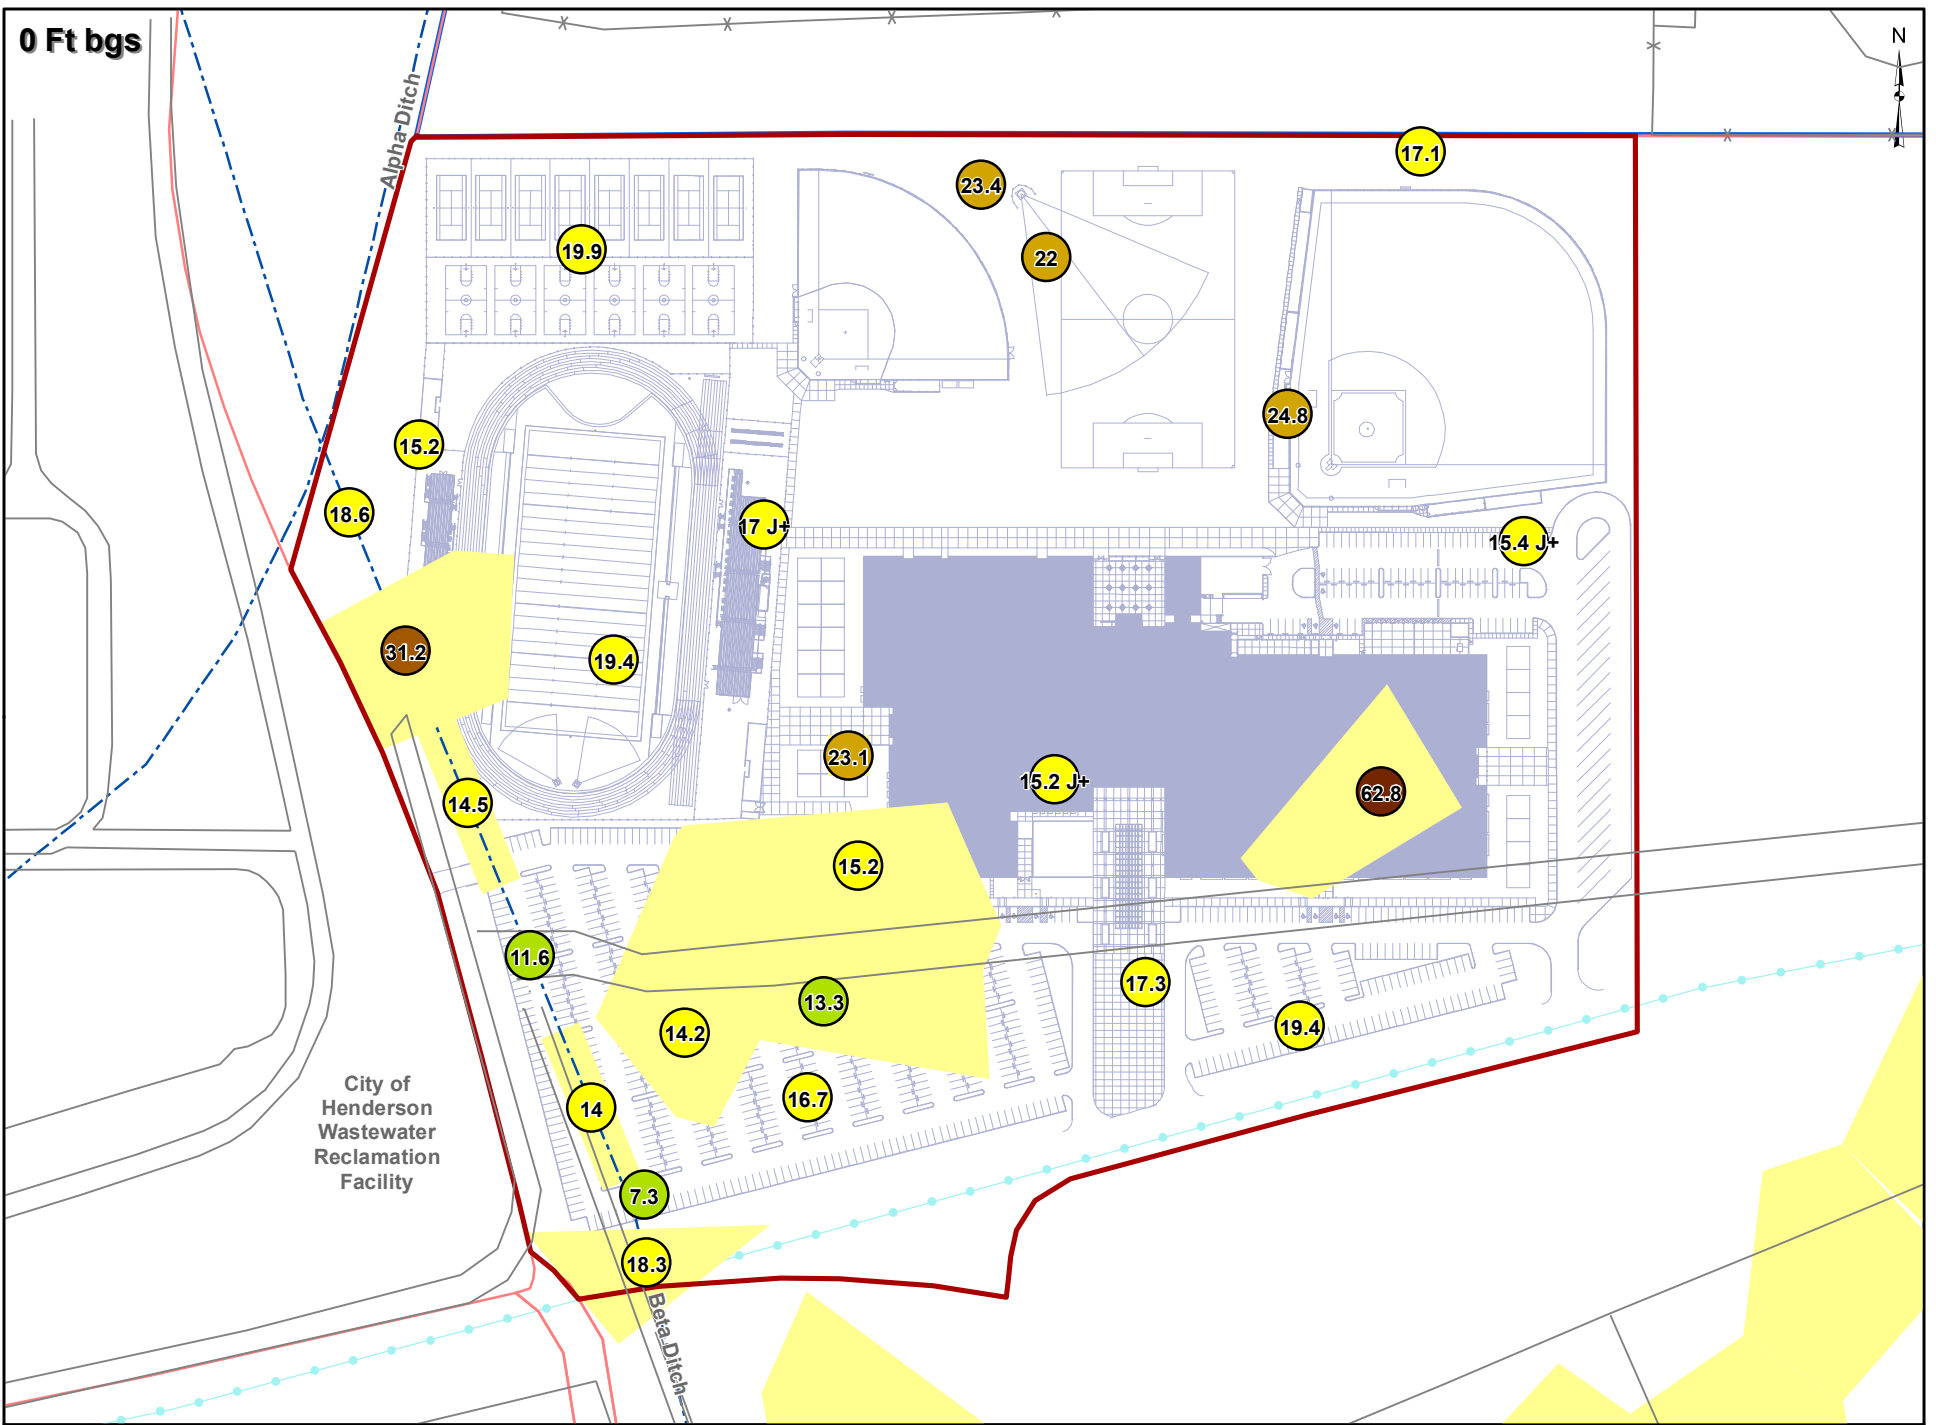 0 Ft bgs
N
Alpha Ditch
17.1
23.4
19.9
22
24.8
15.2
18.6
17 J+
15.4 J+
31.2
19.4
23.1
15.2 J+
62.8
14.5
15.2
11.6
17.3
13.3
19.4
14.2
16.7
14
City of
Henderson
Wastewater
Reclamation
Facility
7.3
18.3
Beta Ditch